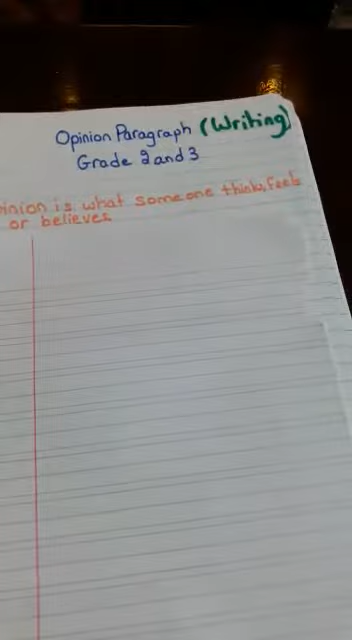 Opinion Paragraph (Writing)
Grade 2 and 3
inion is what someone thinks, feels
or believes